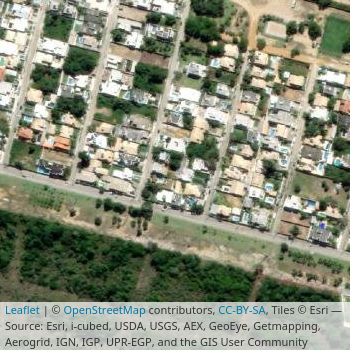 Leaflet | © OpenStreetMap contributors, CC-BY-SA, Tiles © Esri —
Source: Esri, i-cubed, USDA, USGS, AEX, GeoEye, Getmapping,
Aerogrid, IGN, IGP, UPR-EGP, and the GIS User Community